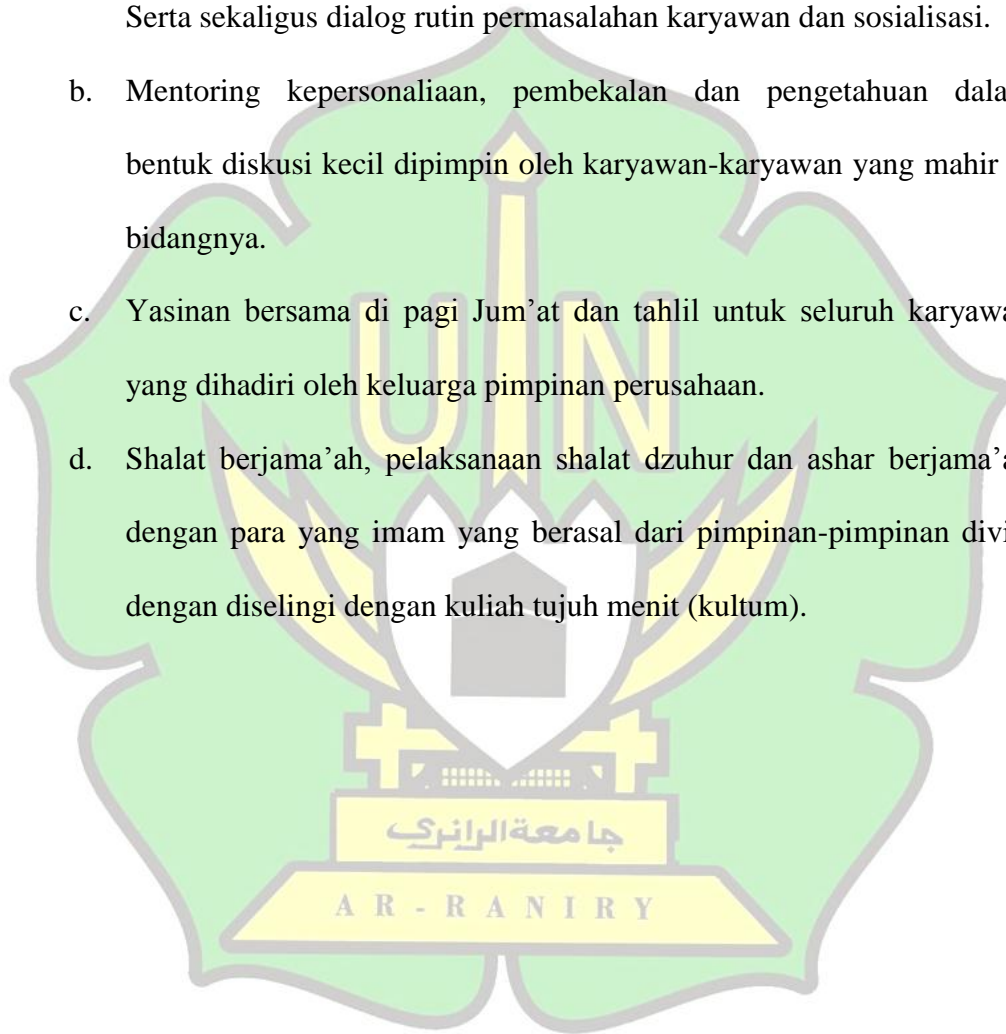 Serta sekaligus dialog rutin permasalahan karyawan dan sosialisasi.
b. Mentoring kepersonaliaan, pembekalan dan pengetahuan dala
bentuk diskusi kecil dipimpin oleh karyawan-karyawan yang mahir
bidangnya.
c. Yasinan bersama di pagi Jum'at dan tahlil untuk seluruh karyawa
yang dihadiri oleh keluarga pimpinan perusahaan.
d. Shalat berjama'ah, pelaksanaan shalat dzuhur dan ashar berjama'a
dengan para yang imam yang berasal dari pimpinan-pimpinan divi
dengan diselingi dengan kuliah tujuh menit (kultum).
UIN
جامعةالرانري
AR-RANIRY